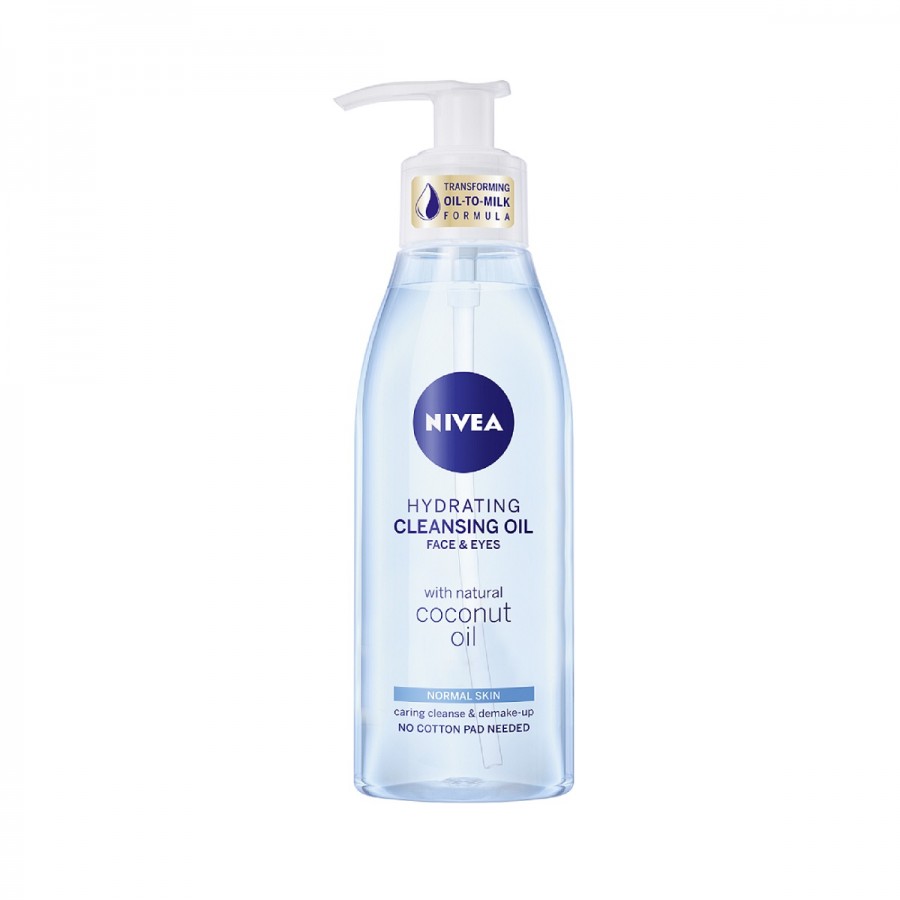 TRANSFORMING
OIL-TO-MILK
FORMULA
NIVEA
HYDRATING
CLEANSING OIL
FACE & EYES
with natural
coconut
oil
NORMAL SKIN
caring cleanse & demake-up
NO COTTON PAD NEEDED